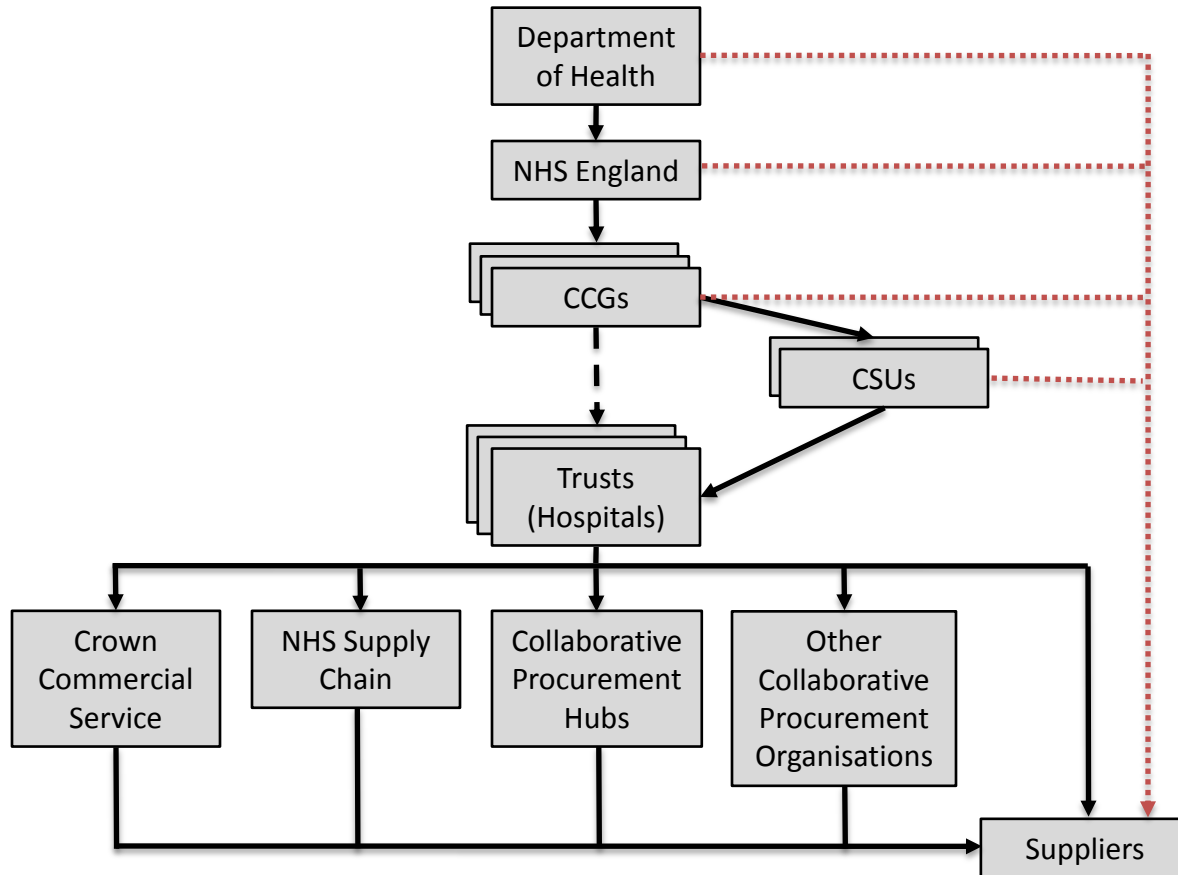 Department
of Health
NHS England
CCGs
CSUs
Trusts
(Hospitals)
Crown
Commercial
Service
NHS Supply
Chain
Collaborative
Procurement
Hubs
Other
Collaborative
Procurement
Organisations
Suppliers